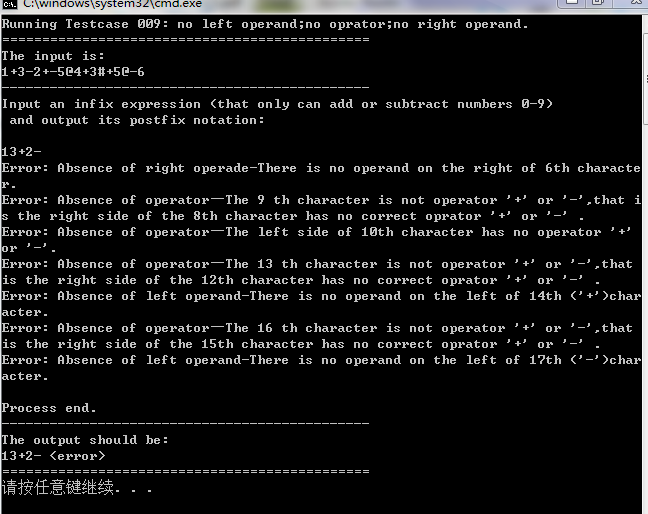 C:\windows\system32\cmd.exe
Running Testcase 009: no left operand;no oprator;no right operand.
==============================================
The input is:
1+3-2+-5@4+3#+5@-6
----------------------------------------------
Input an infix expression (that only can add or subtract numbers 0-9)
 and output its postfix notation:
13+2-
Error: Absence of right operade-There is no operand on the right of 6th characte
r.
Error: Absence of operator--The 9 th character is not operator '+' or '-',that i
s the right side of the 8th character has no correct oprator '+' or '-' .
Error: Absence of operator-The left side of 10th character has no operator '+'
or '-'.
Error: Absence of operator--The 13 th character is not operator '+' or '-',that
is the right side of the 12th character has no correct oprator '+' or '-' .
Error: Absence of left operand-There is no operand on the left of 14th ('+')char
acter.
Error: Absence of operator--The 16 th character is not operator '+' or '-',that
is the right side of the 15th character has no correct oprator '+' or '-' .
Error: Absence of left operand-There is no operand on the left of 17th ('-')char
acter.
Process end.
----------------------------------------------
The output should be:
13+2- <error>
==============================================
请按任意键继续. . .